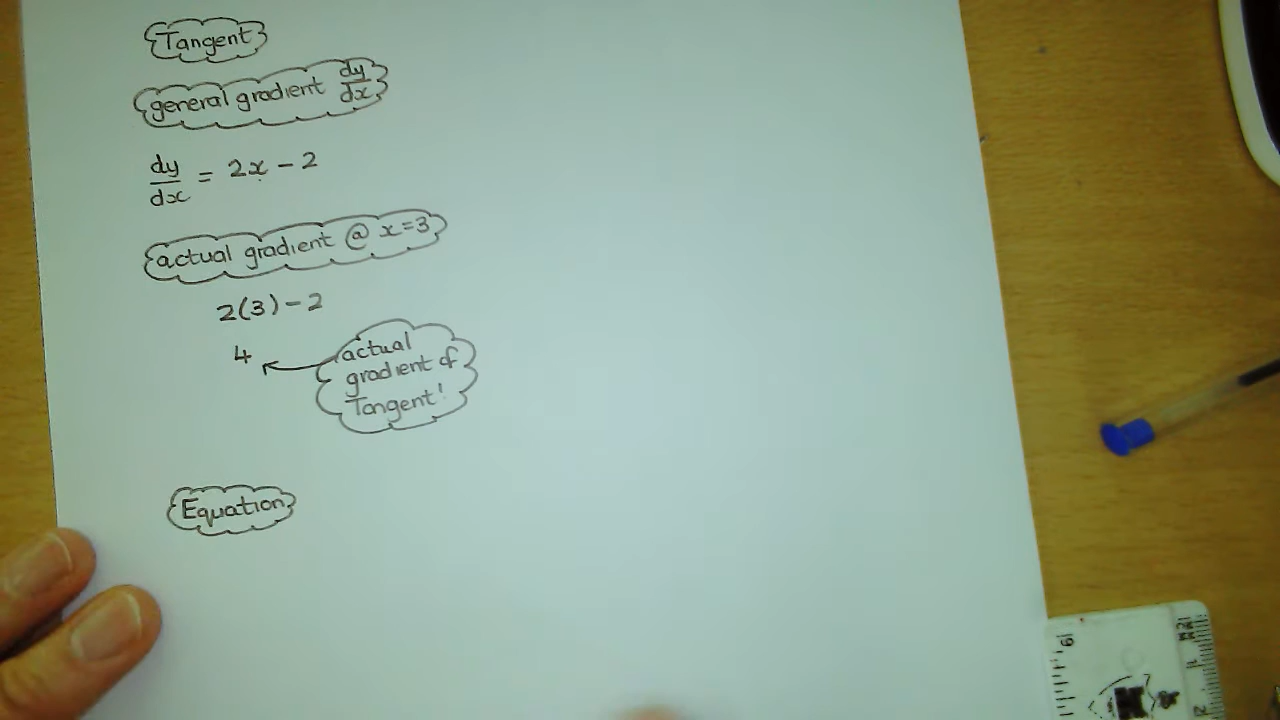 Tangent
general gradient dy/dx
dy/dx = 2x - 2
actual gradient @ x=3
2(3) - 2
4
actual
gradient of
Tangent!
Equation